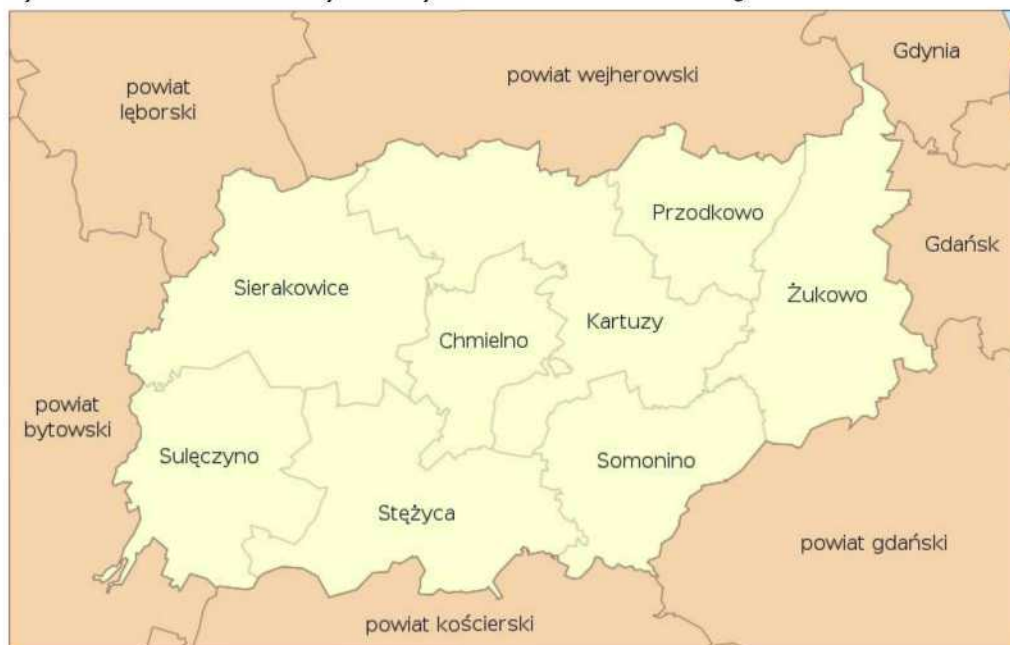 Gdynia
powiat wejherowski
powiat
lęborski
Przodkowo
Gdańsk
Sierakowice
Żukowo
Kartuzy
Chmielno
powiat
bytowski
Sulęczyno
Somonino
Stężyca
powiat gdański
powiat kościerski